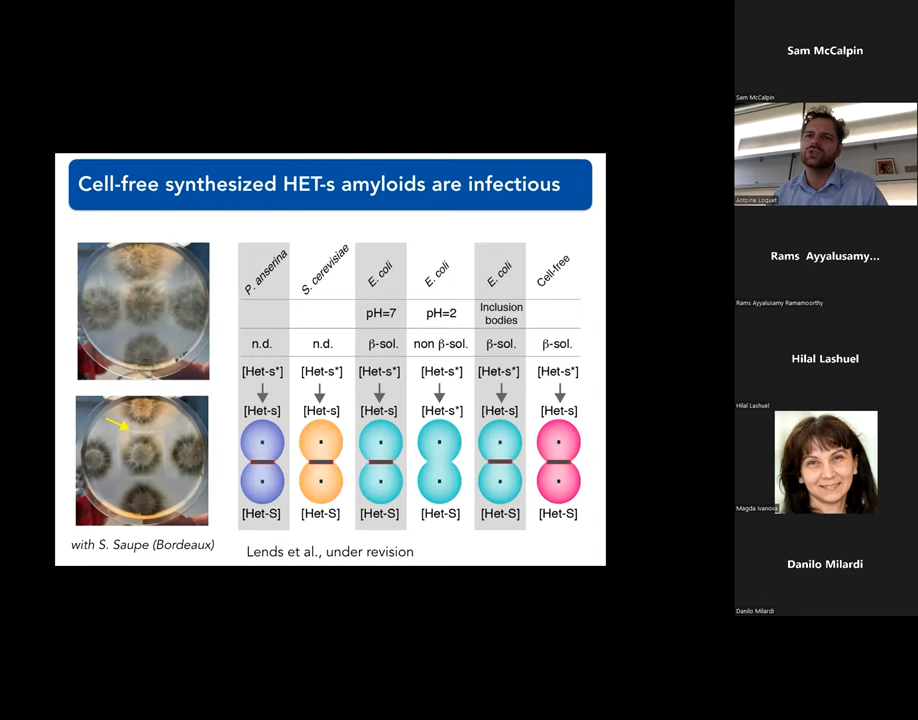 Cell-free synthesized HET-s amyloids are infectious
P. anserina S. cerevisiae E. coli E. coli E. coli Cell-free
pH=7 pH=2 Inclusion bodies
n.d. n.d. β-sol. non β-sol. β-sol. β-sol.
[Het-s*] [Het-s*] [Het-s*] [Het-s*] [Het-s*] [Het-s*]
[Het-s] [Het-s] [Het-s] [Het-s*] [Het-s] [Het-s]
[Het-S] [Het-S] [Het-S] [Het-S] [Het-S] [Het-S]
with S. Saupe (Bordeaux)
Lends et al., under revision
Sam McCalpin
Sam McCalpin
Antoine Loquet
Rams Ayyalusamy...
Rams Ayyalusamy Ramamoorthy
Hilal Lashuel
Hilal Lashuel
Magda Ivanova
Danilo Milardi
Danilo Milardi